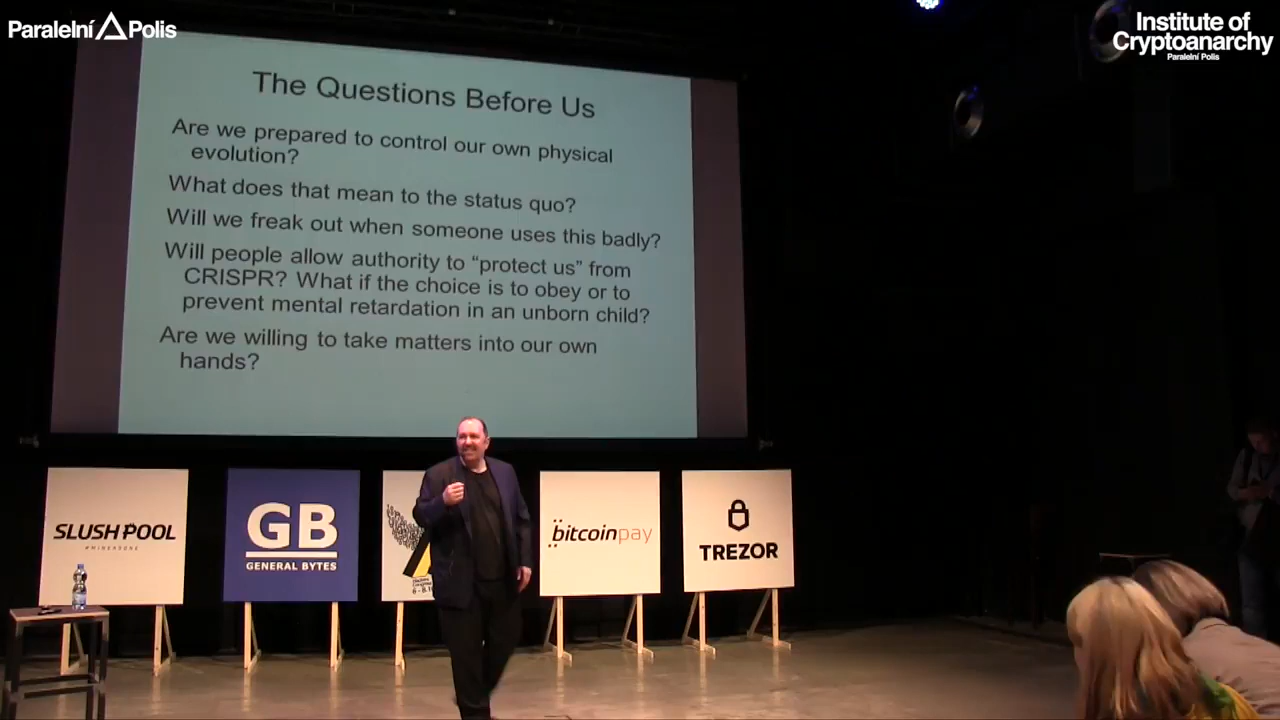 Paralelní Polis
Institute of
Cryptoanarchy
Paralelní Polis
The Questions Before Us
Are we prepared to control our own physical
evolution?
What does that mean to the status quo?
Will we freak out when someone uses this badly?
Will people allow authority to “protect us” from
CRISPR? What if the choice is to obey or to
prevent mental retardation in an unborn child?
Are we willing to take matters into our own
hands?
SLUSH POOL
GB
GENERAL BYTES
bitcoinpay
TREZOR